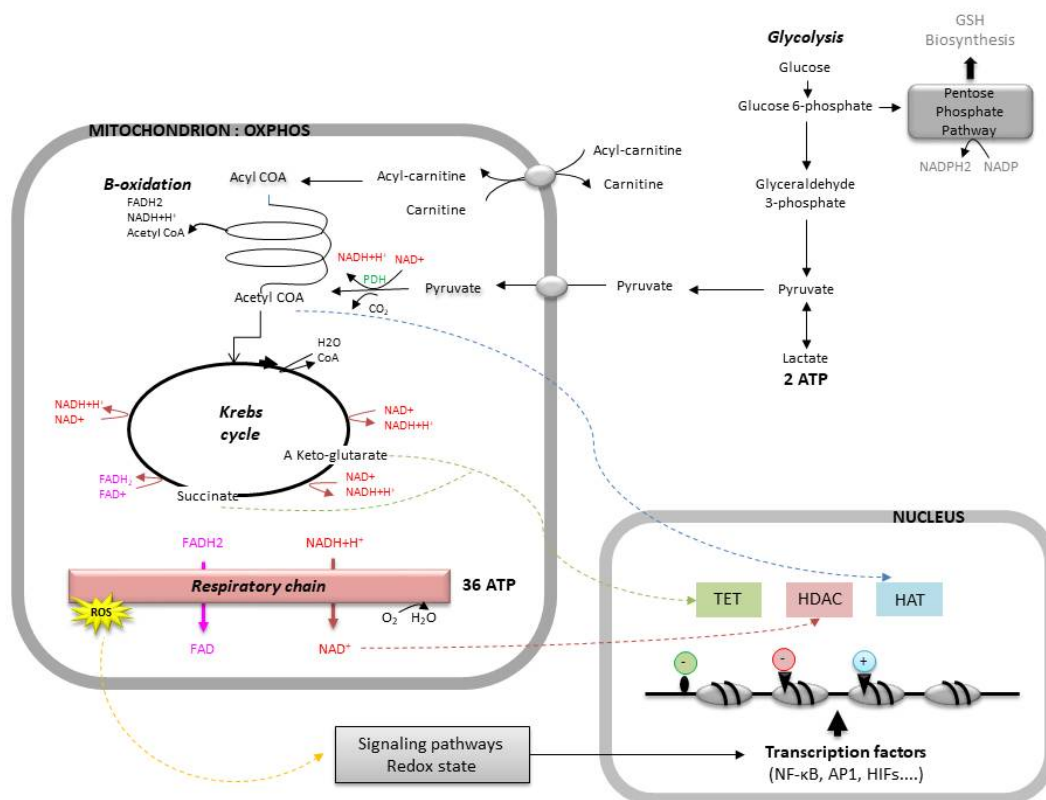 GSH
Biosynthesis
Glycolysis
Glucose
Glucose 6-phosphate
Pentose
Phosphate
Pathway
NADPH2
NADP
MITOCHONDRION : OXPHOS
Acyl-carnitine
Carnitine
Acyl-carnitine
Carnitine
Acyl COA
B-oxidation
FADH2
NADH+H⁺
Acetyl CoA
Glyceraldehyde
3-phosphate
NADH+H⁺
NAD+
PDH
CO₂
Acetyl COA
Pyruvate
Pyruvate
Pyruvate
Lactate
2 ATP
H2O
CoA
Krebs
cycle
NADH+H⁺
NAD+
NAD+
NADH+H⁺
A Keto-glutarate
FADH₂
FAD+
Succinate
NAD+
NADH+H⁺
FADH2
NADH+H⁺
Respiratory chain
36 ATP
ROS
O₂
H₂O
FAD
NAD⁺
NUCLEUS
TET
HDAC
HAT
-
-
+
Signaling pathways
Redox state
Transcription factors
(NF-κB, AP1, HIFs....)